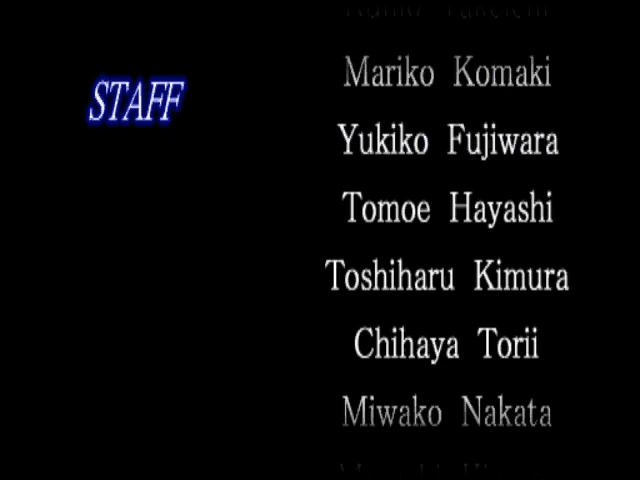 STAFF
Mariko Komaki
Yukiko Fujiwara
Tomoe Hayashi
Toshiharu Kimura
Chihaya Torii
Miwako Nakata